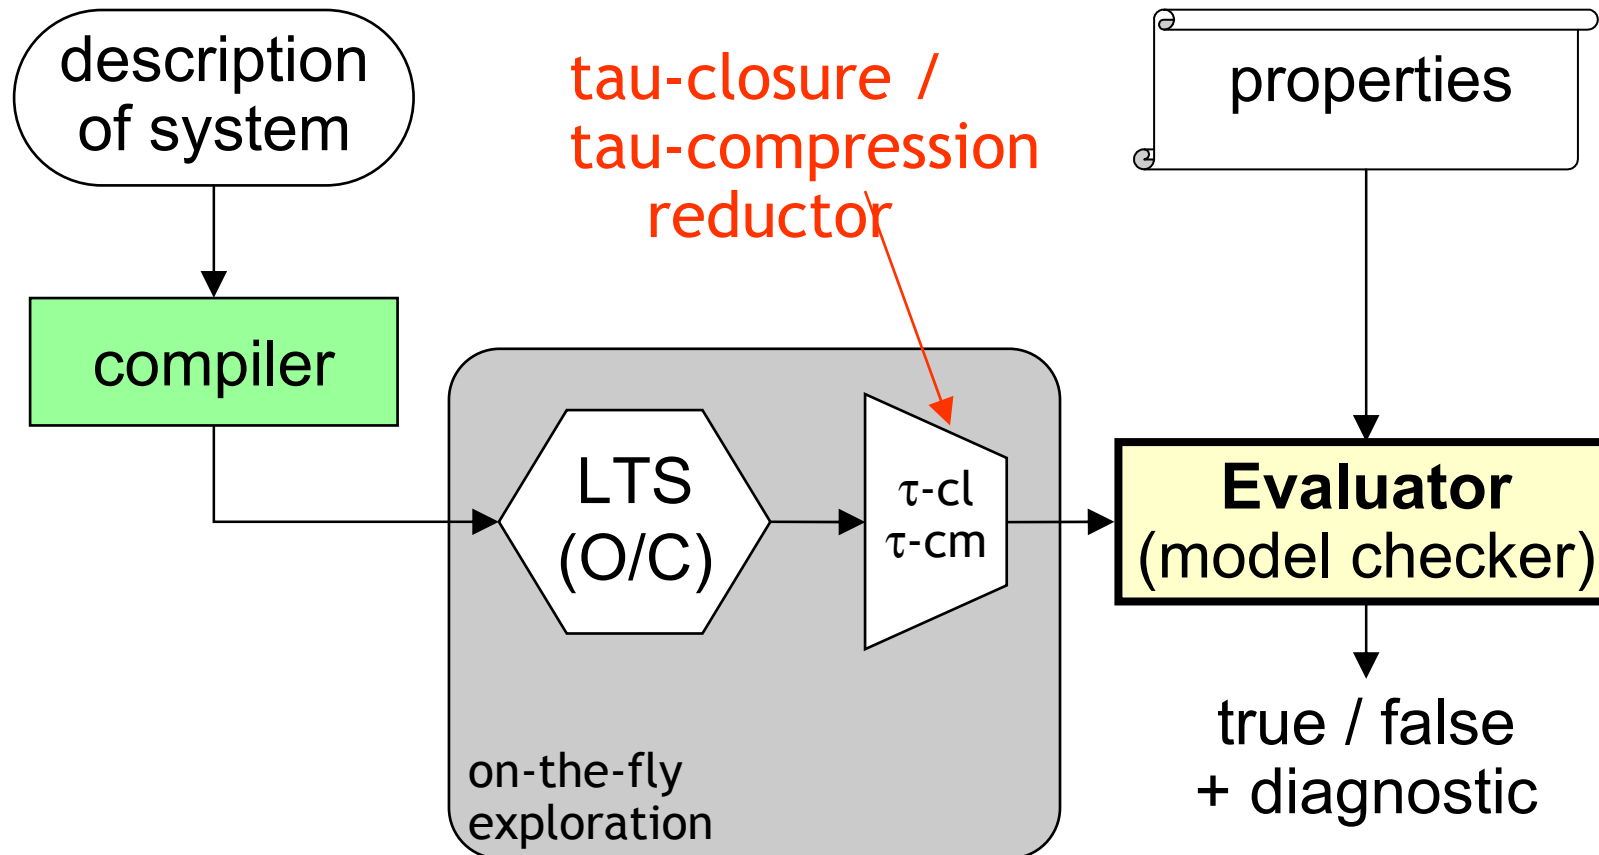 description
of system
tau-closure /
tau-compression
reductor
properties
compiler
LTS
(O/C)
τ-cl
τ-cm
Evaluator
(model checker)
on-the-fly
exploration
true / false
+ diagnostic